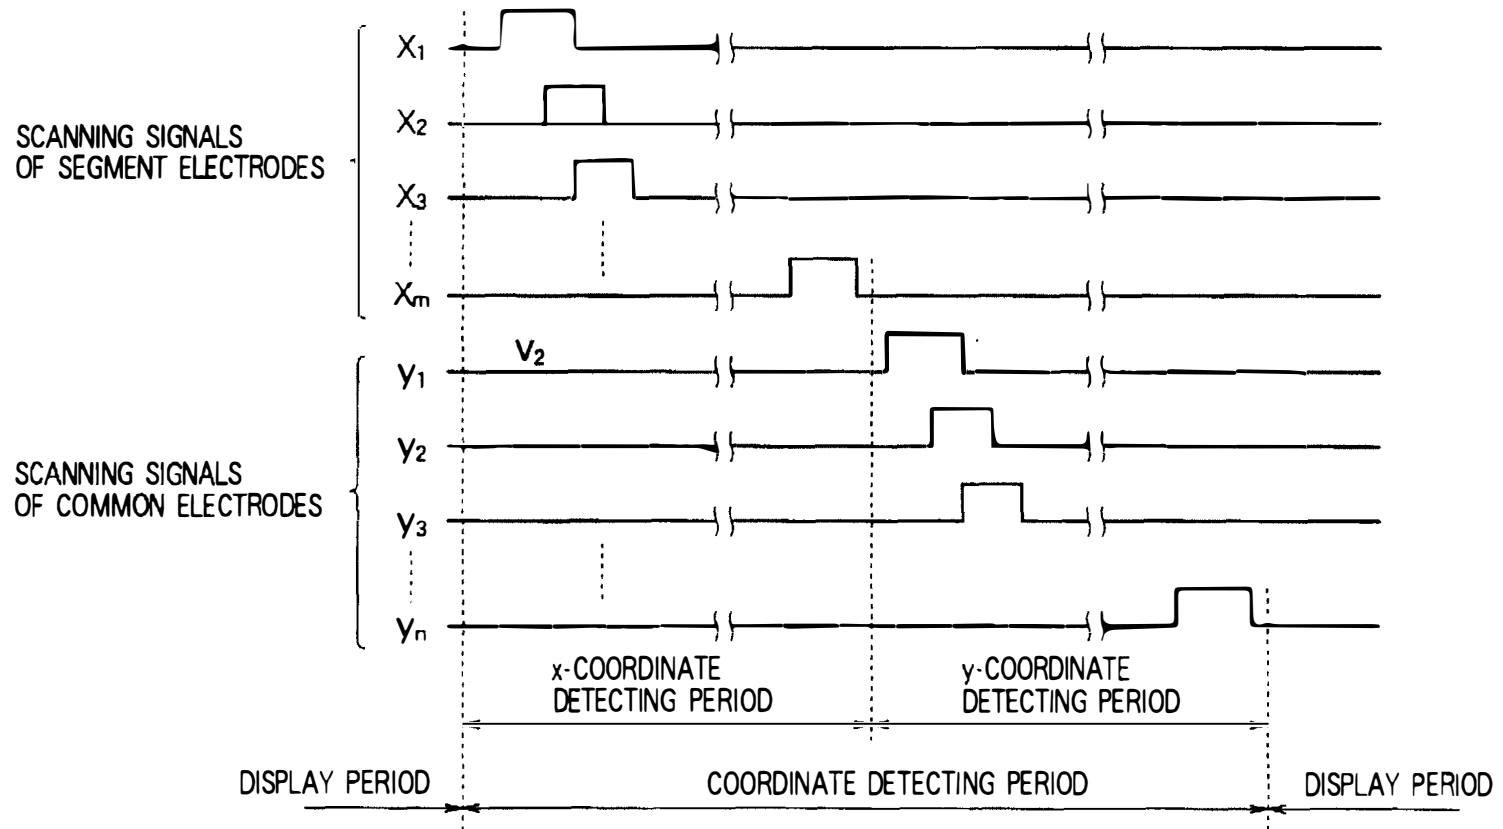 X1
X2
SCANNING SIGNALS
OF SEGMENT ELECTRODES
X3
Xm
V2
y1
y2
SCANNING SIGNALS
OF COMMON ELECTRODES
y3
yn
x-COORDINATE
DETECTING PERIOD
y-COORDINATE
DETECTING PERIOD
DISPLAY PERIOD
COORDINATE DETECTING PERIOD
DISPLAY PERIOD